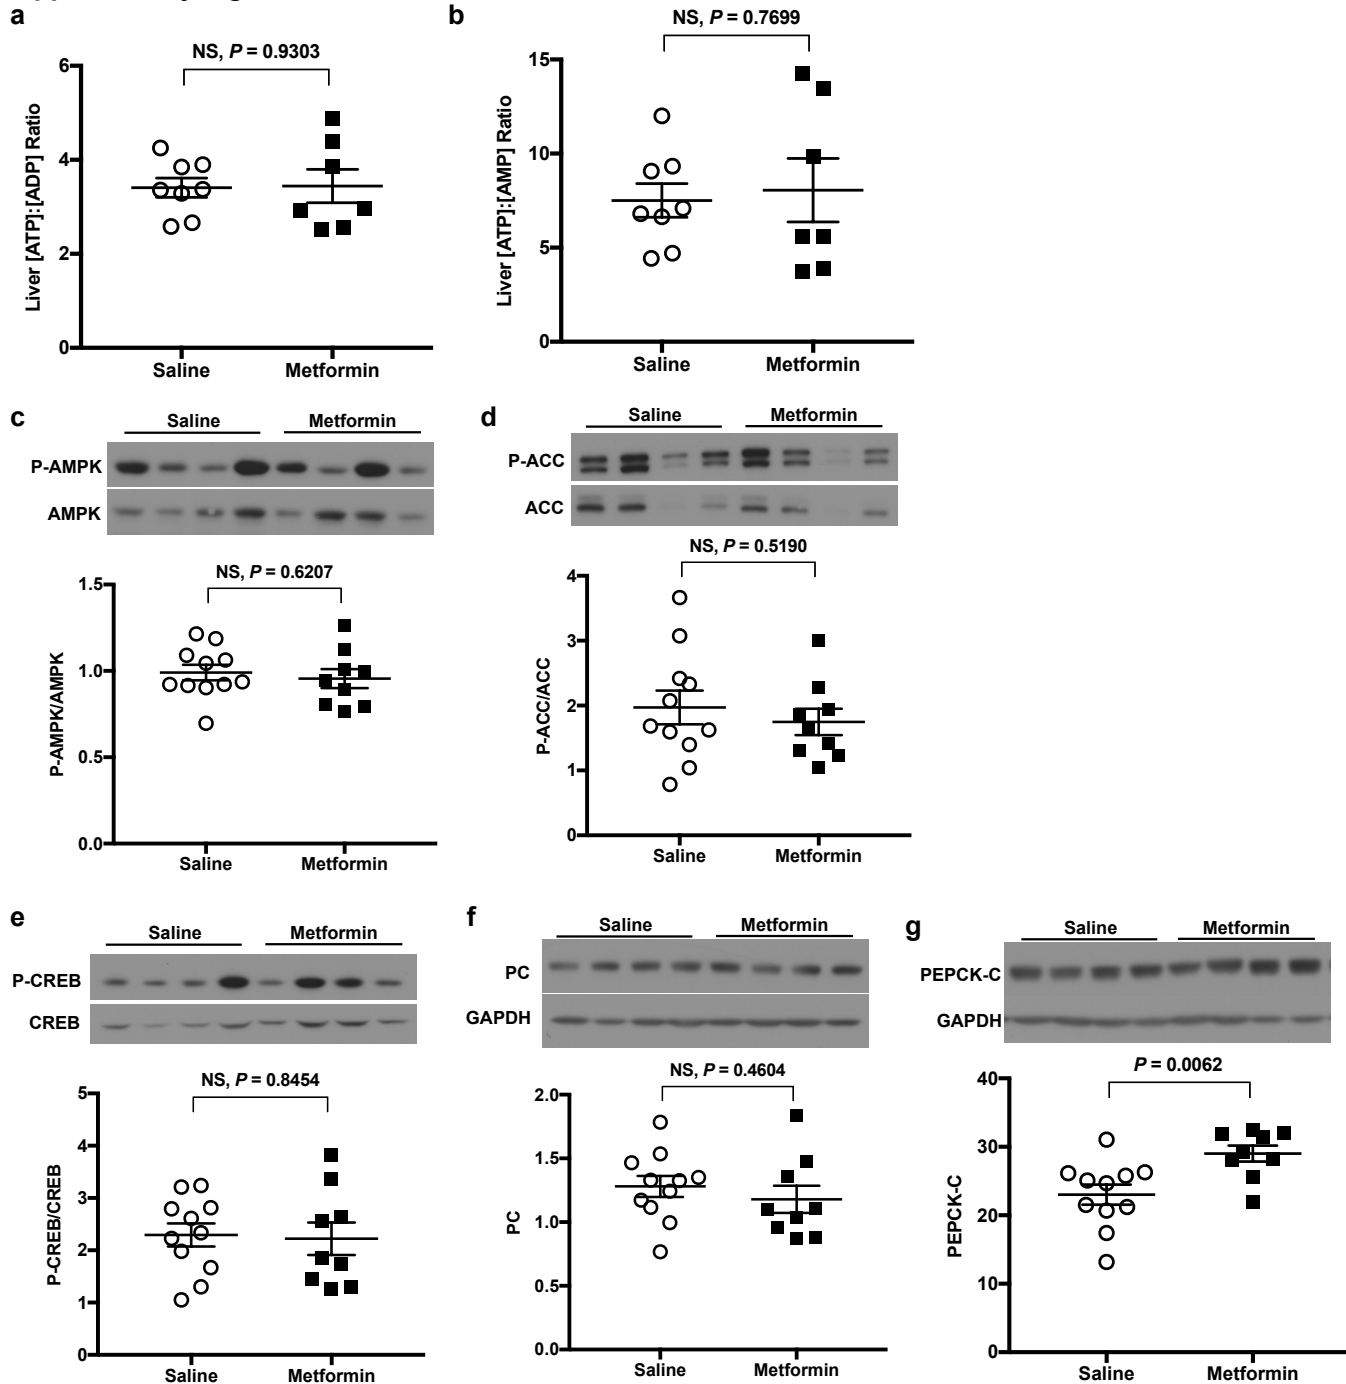 a
NS, P = 0.9303
6
4
2
0
Liver [ATP]:[ADP] Ratio
Saline
Metformin
b
NS, P = 0.7699
15
10
5
0
Liver [ATP]:[AMP] Ratio
Saline
Metformin
c
Saline
Metformin
P-AMPK
AMPK
NS, P = 0.6207
1.5
1.0
0.5
0.0
P-AMPK/AMPK
Saline
Metformin
d
Saline
Metformin
P-ACC
ACC
NS, P = 0.5190
4
3
2
1
0
P-ACC/ACC
Saline
Metformin
e
Saline
Metformin
P-CREB
CREB
NS, P = 0.8454
5
4
3
2
1
0
P-CREB/CREB
Saline
Metformin
f
Saline
Metformin
PC
GAPDH
NS, P = 0.4604
2.0
1.5
1.0
0.5
0.0
PC
Saline
Metformin
g
Saline
Metformin
PEPCK-C
GAPDH
P = 0.0062
40
30
20
10
0
PEPCK-C
Saline
Metformin